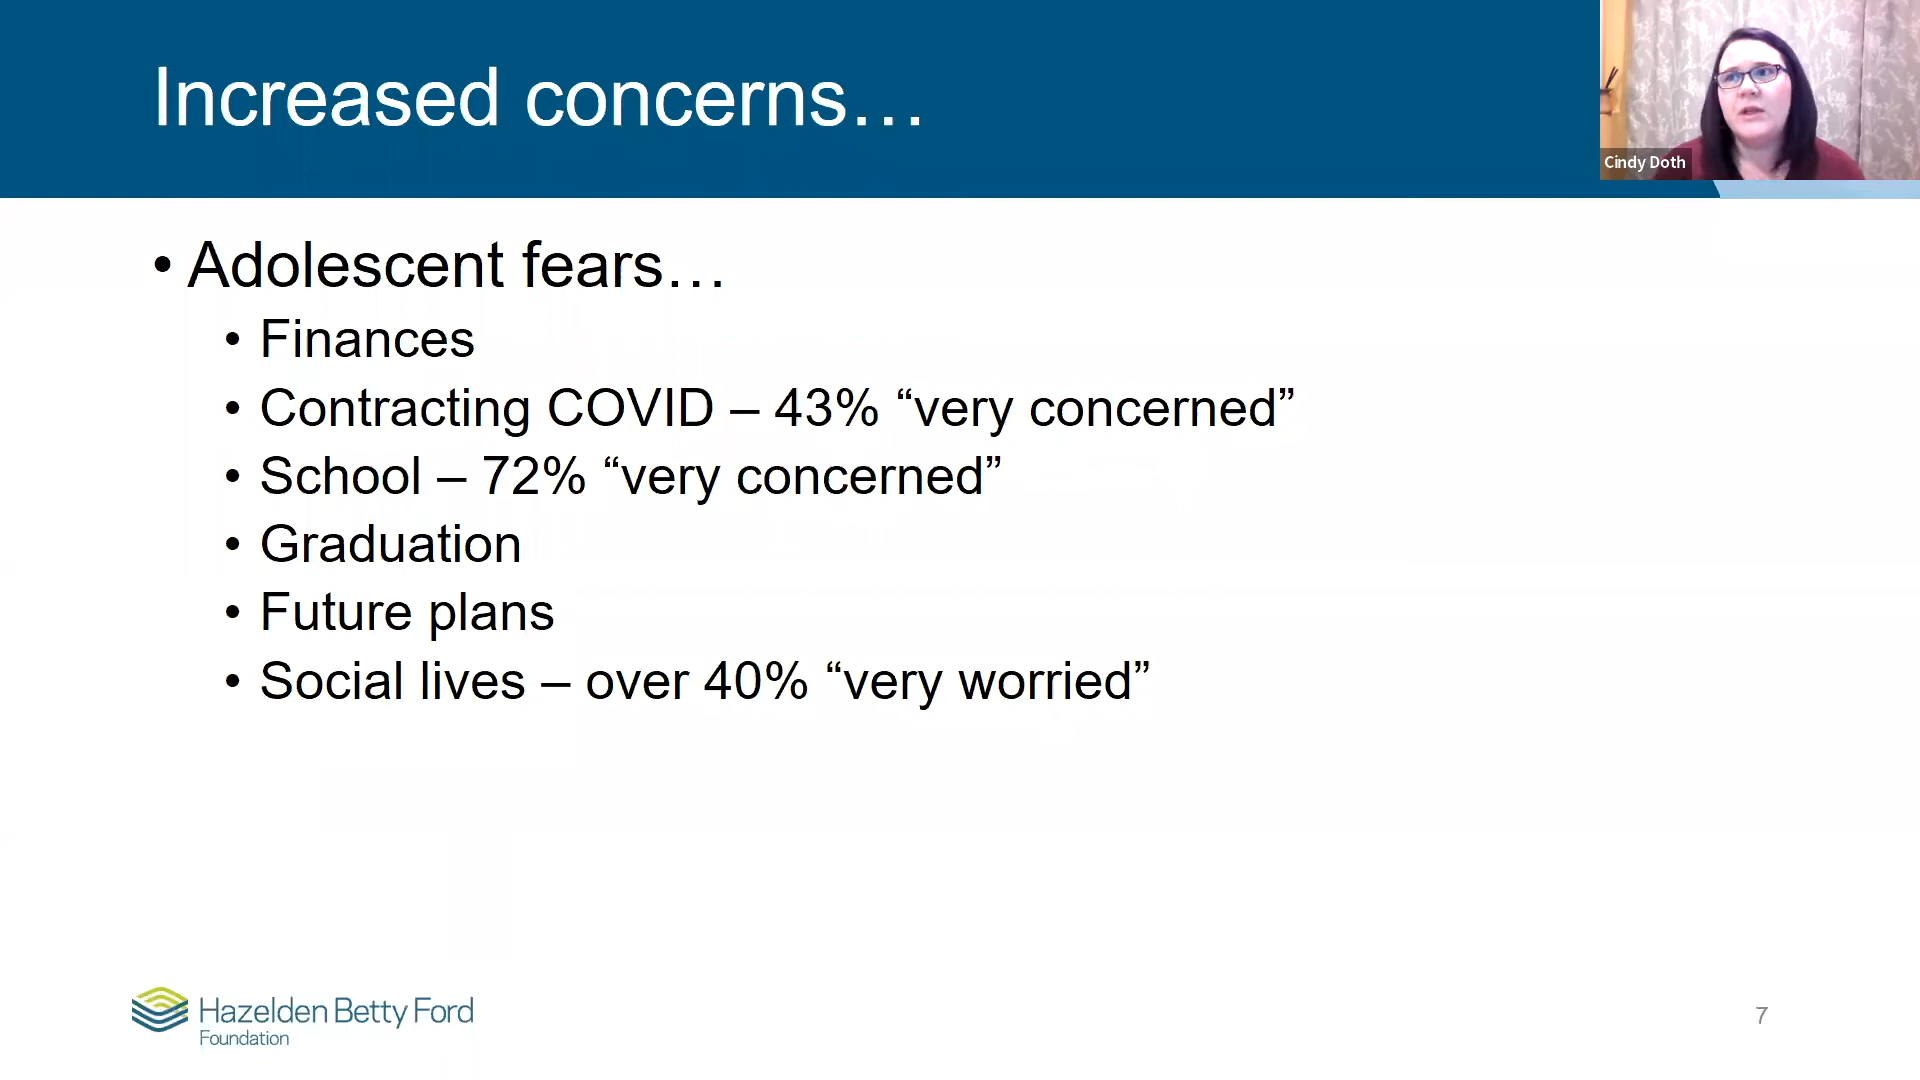 Increased concerns…
Cindy Doth
• Adolescent fears…
• Finances
• Contracting COVID – 43% “very concerned”
• School – 72% “very concerned”
• Graduation
• Future plans
• Social lives – over 40% “very worried”
Hazelden Betty Ford
Foundation
7